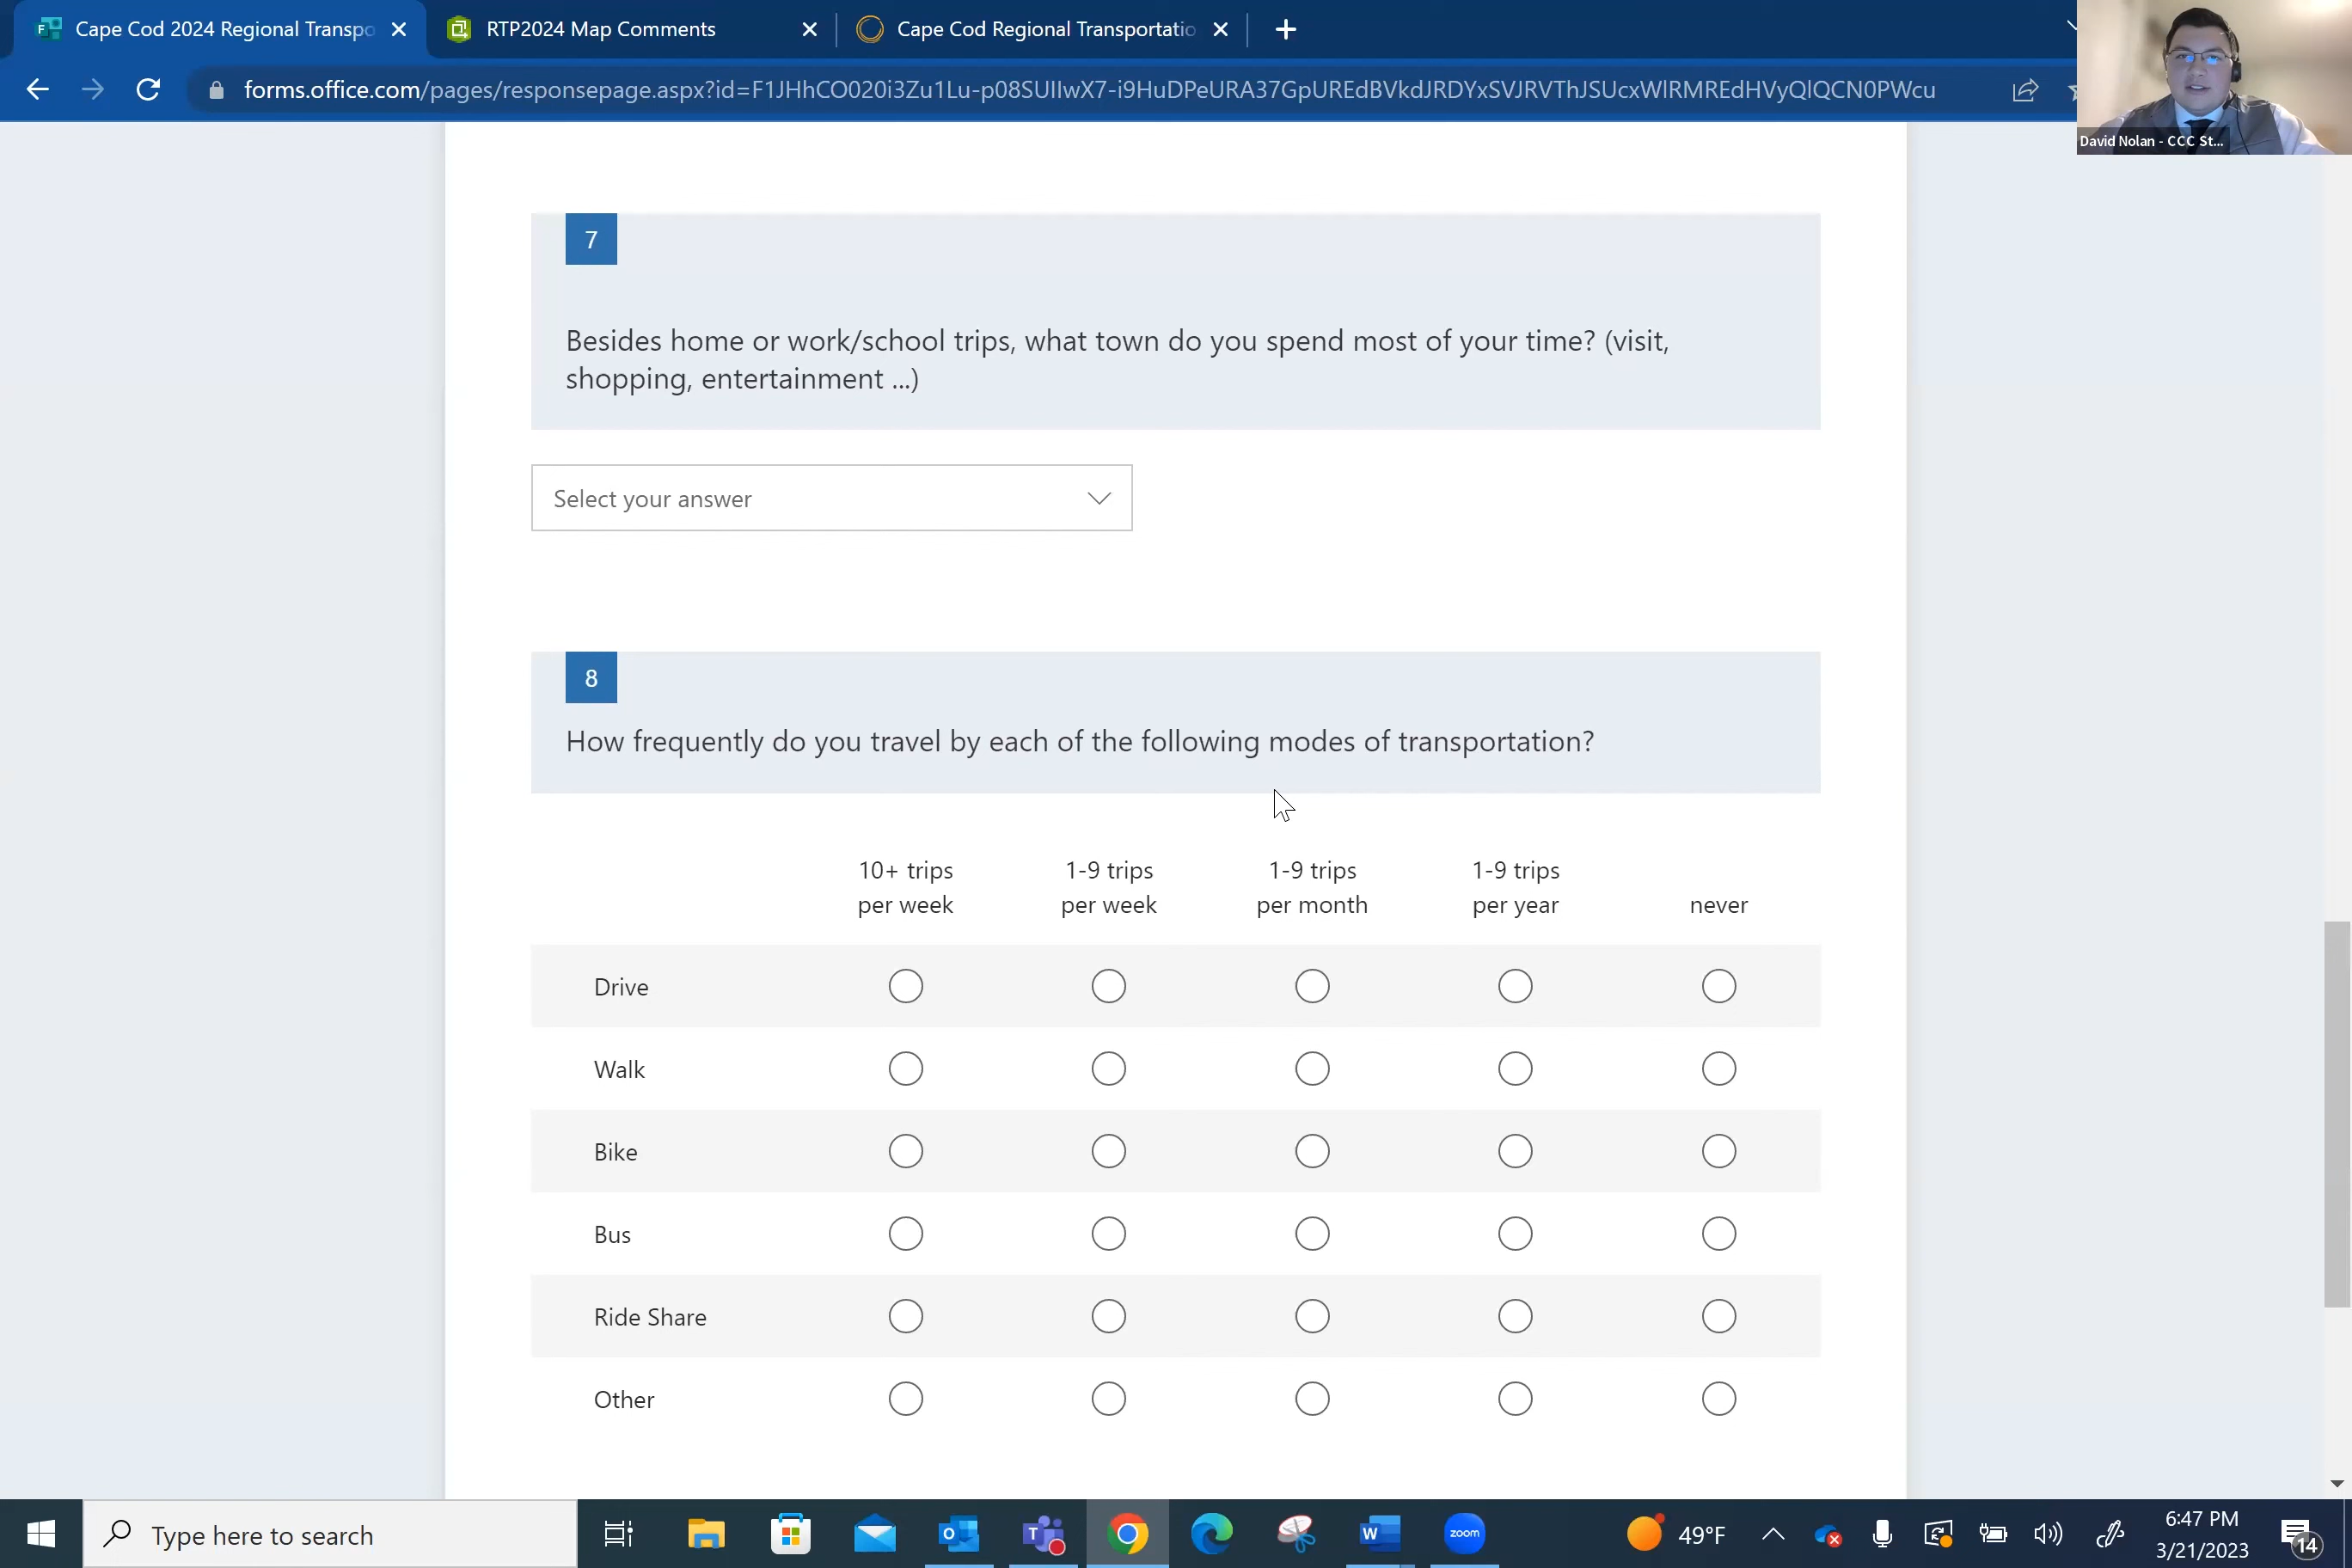 Cape Cod 2024 Regional Transpo
RTP2024 Map Comments
Cape Cod Regional Transportatio
forms.office.com/pages/responsepage.aspx?id=F1JHhCO020i3Zu1Lu-p08SUIIwX7-i9HuDPeURA37GpUREdBVkdJRDYxSVJRVThJSUcxWlRMREdHVyQlQCN0PWcu
David Nolan - CCC St...
7
Besides home or work/school trips, what town do you spend most of your time? (visit,
shopping, entertainment ...)
Select your answer
8
How frequently do you travel by each of the following modes of transportation?
10+ trips per week
1-9 trips per week
1-9 trips per month
1-9 trips per year
never
Drive
Walk
Bike
Bus
Ride Share
Other
Type here to search
zoom
49°F
6:47 PM
3/21/2023
14